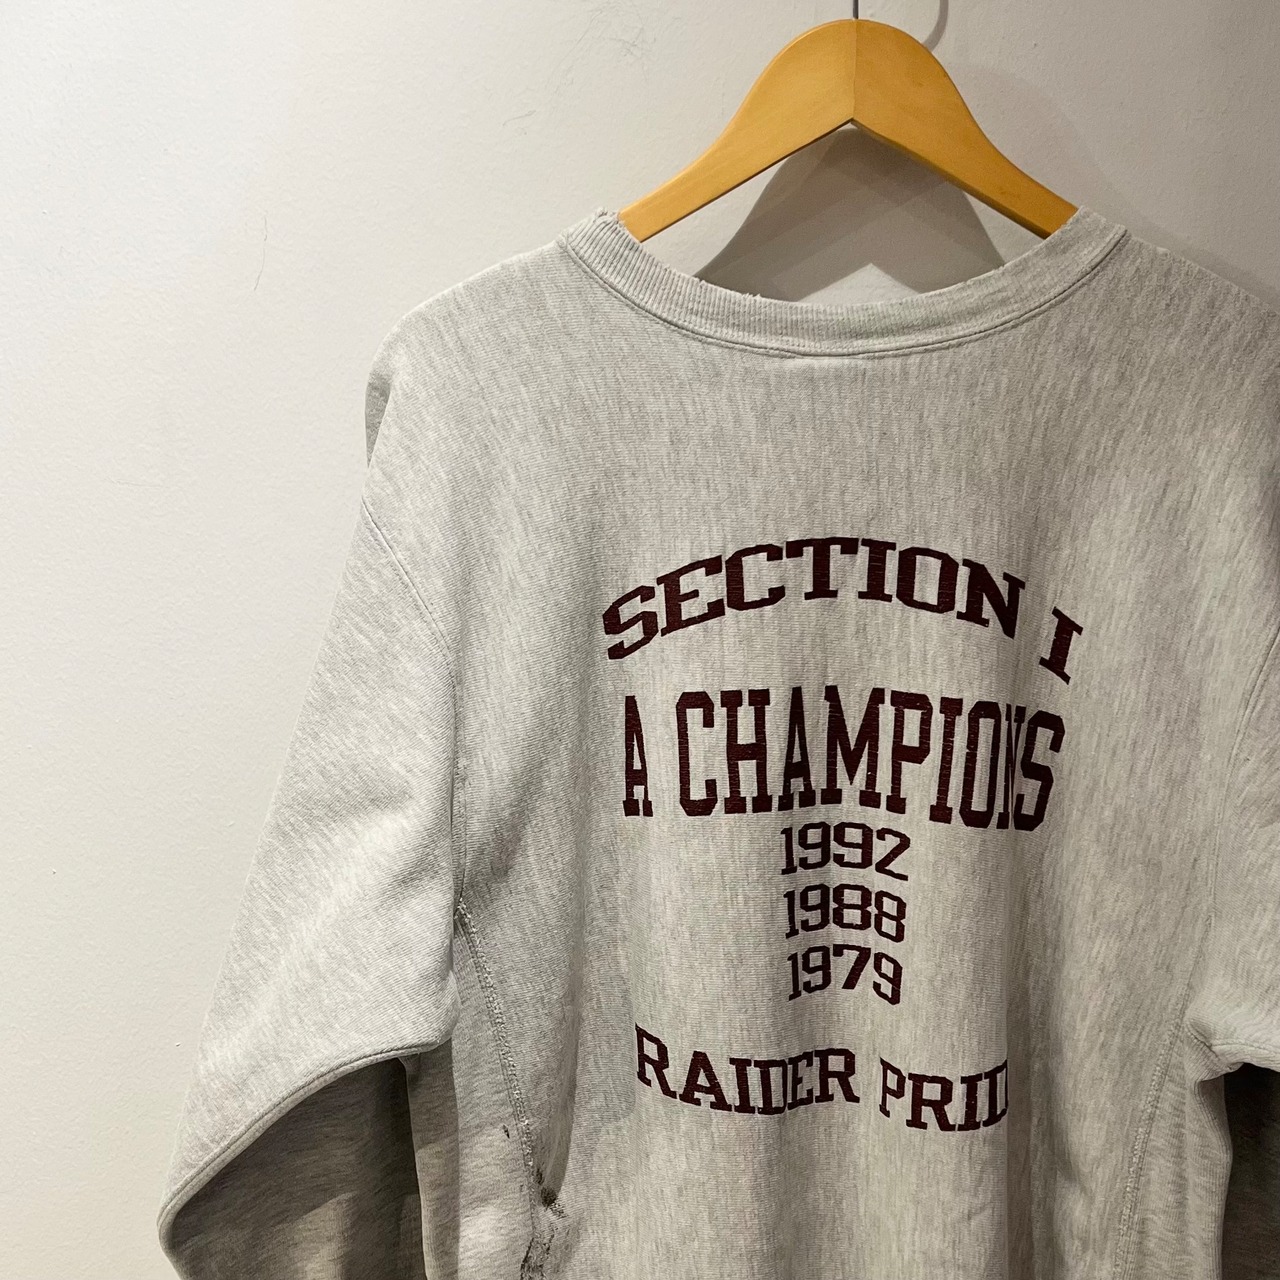 SECTION I
A CHAMPIONS
1992
1988
1979
RAIDER PRID